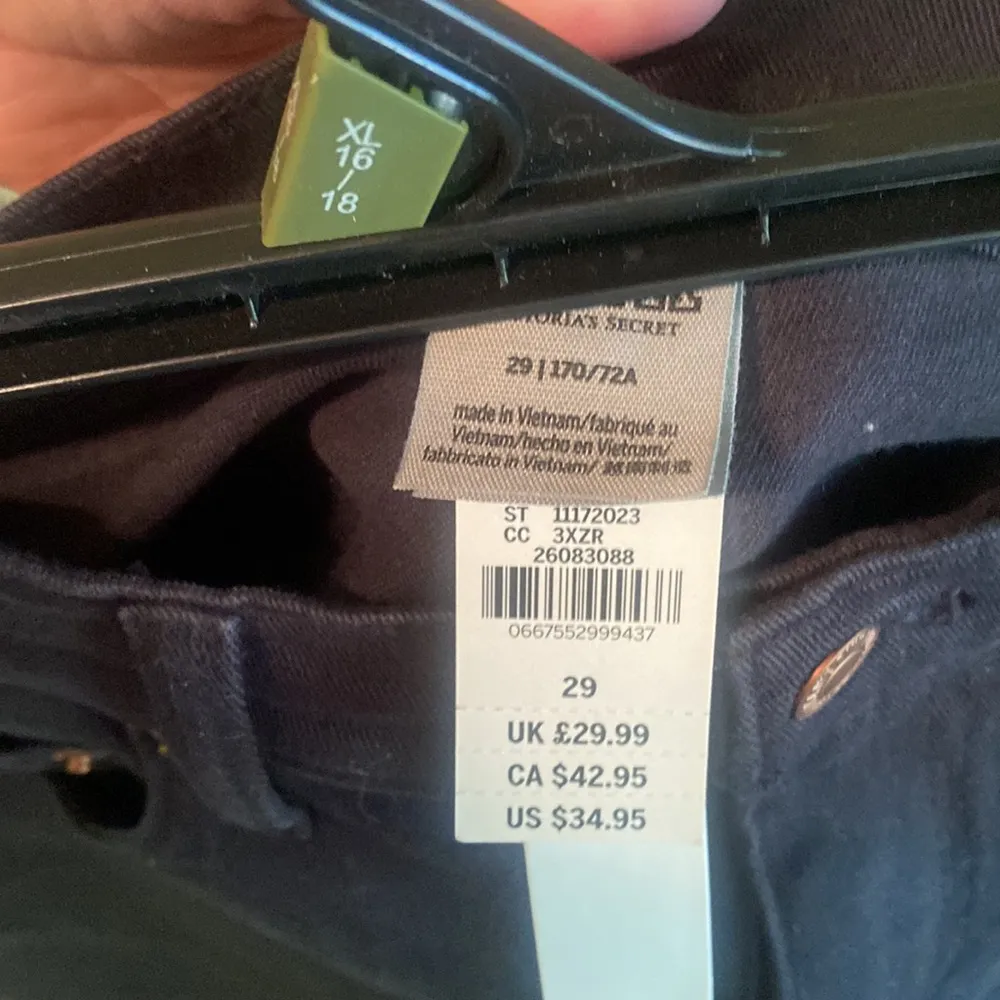 XL
16
/
18
ORIA'S SECRET
29 | 170/72A
made in Vietnam/fabriqué au
Vietnam/hecho en Vietnam/
fabbricato in Vietnam/
ST 11172023
CC 3XZR
26083088
0667552999437
29
UK £29.99
CA $42.95
US $34.95